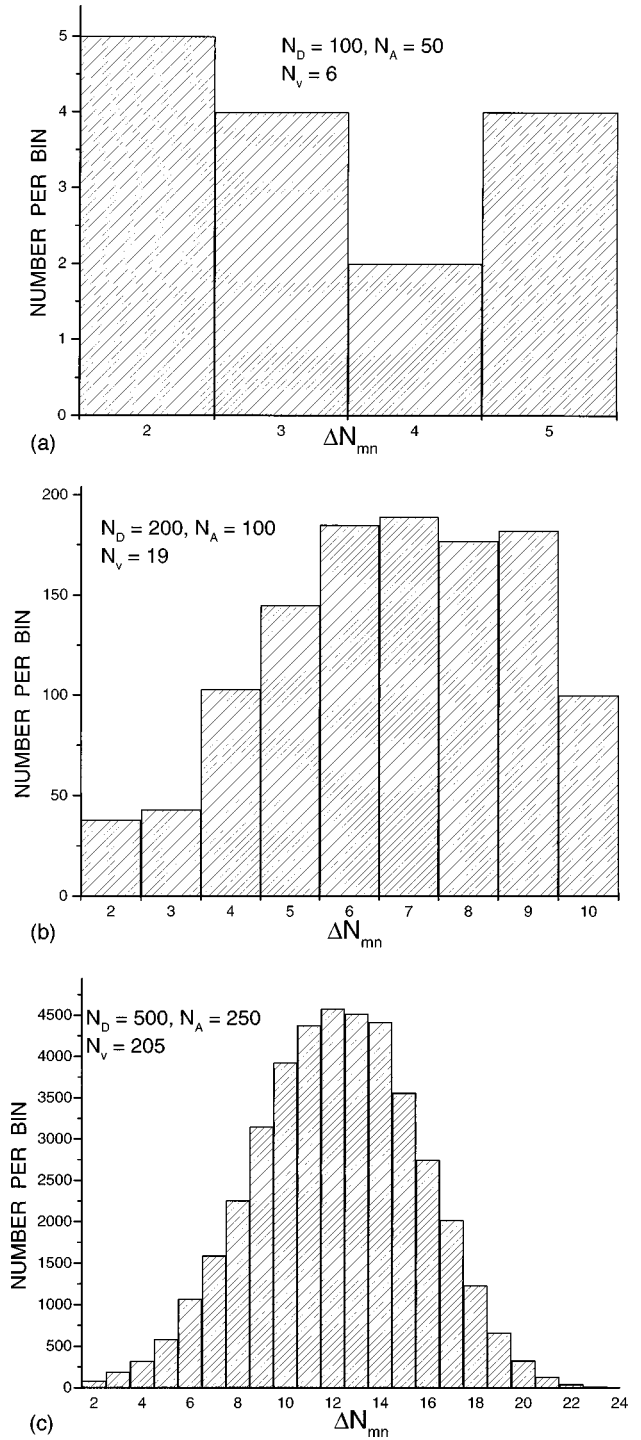 N_D = 100, N_A = 50
N_v = 6
NUMBER PER BIN
5
4
3
2
1
0
2 3 4 5
ΔN_mn
(a)
N_D = 200, N_A = 100
N_v = 19
NUMBER PER BIN
200
150
100
50
0
2 3 4 5 6 7 8 9 10
ΔN_mn
(b)
N_D = 500, N_A = 250
N_v = 205
NUMBER PER BIN
4500
4000
3500
3000
2500
2000
1500
1000
500
0
2 4 6 8 10 12 14 16 18 20 22 24
ΔN_mn
(c)